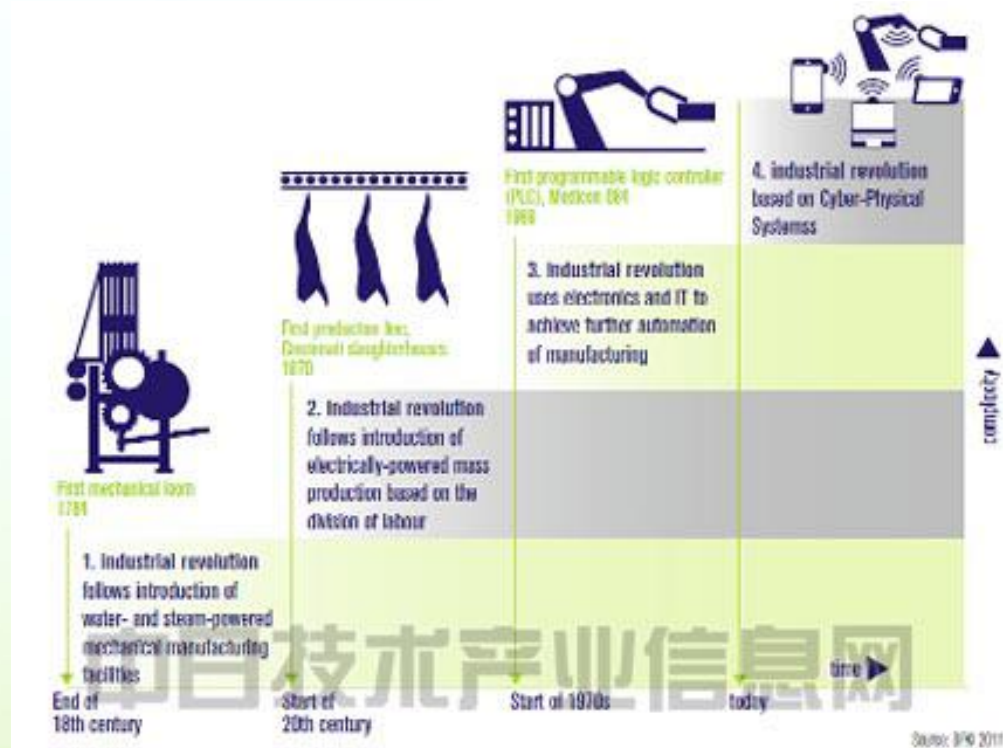 First mechanical loom
1784
1. Industrial revolution
follows introduction of
water- and steam-powered
mechanical manufacturing
facilities
End of
18th century
First production line,
Cincinnati slaughterhouses
1870
2. Industrial revolution
follows introduction of
electrically-powered mass
production based on the
division of labour
Start of
20th century
First programmable logic controller
(PLC), Modicon 084
1969
3. Industrial revolution
uses electronics and IT to
achieve further automation
of manufacturing
Start of 1970s
4. industrial revolution
based on Cyber-Physical
Systemss
today
time
complexity
中日技术产业信息网
Source: DFKI 2011